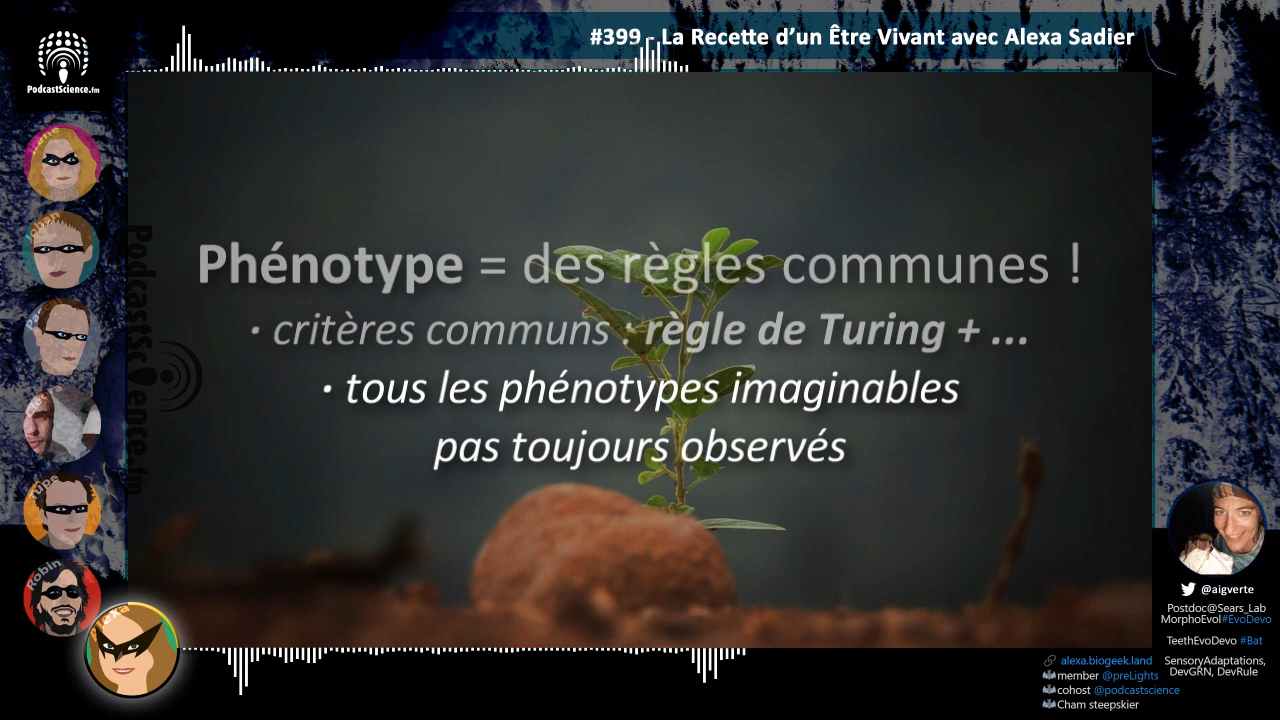 #399 - La Recette d'un Être Vivant avec Alexa Sadier
PodcastScience.fm
Phénotype = des règles communes !
· critères communs : règle de Turing + ...
· tous les phénotypes imaginables
pas toujours observés
PodcastScience.fm
Robin
@aigverte
Postdoc@Sears_Lab
MorphoEvol#EvoDevo
TeethEvoDevo #Bat
SensoryAdaptations,
DevGRN, DevRule
alexa.biogeek.land
member @preLights
cohost @podcastscience
Cham steepskier